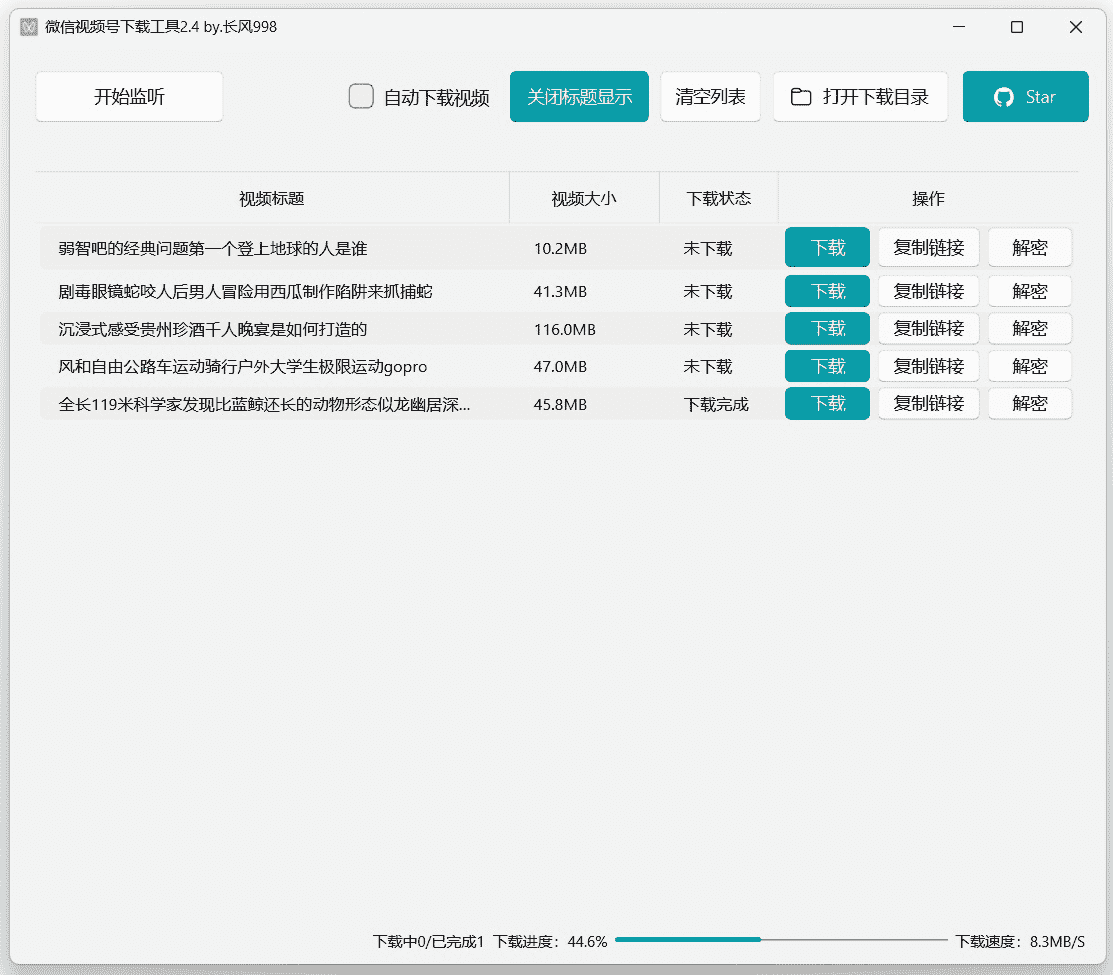 微信视频号下载工具2.4 by.长风998
开始监听 自动下载视频 关闭标题显示 清空列表 打开下载目录 Star
视频标题 视频大小 下载状态 操作
弱智吧的经典问题第一个登上地球的人是谁 10.2MB 未下载 下载 复制链接 解密
剧毒眼镜蛇咬人后男人冒险用西瓜制作陷阱来抓捕蛇 41.3MB 未下载 下载 复制链接 解密
沉浸式感受贵州珍酒千人晚宴是如何打造的 116.0MB 未下载 下载 复制链接 解密
风和自由公路车运动骑行户外大学生极限运动gopro 47.0MB 未下载 下载 复制链接 解密
全长119米科学家发现比蓝鲸还长的动物形态似龙幽居深... 45.8MB 下载完成 下载 复制链接 解密
下载中0/已完成1 下载进度：44.6% 下载速度：8.3MB/S